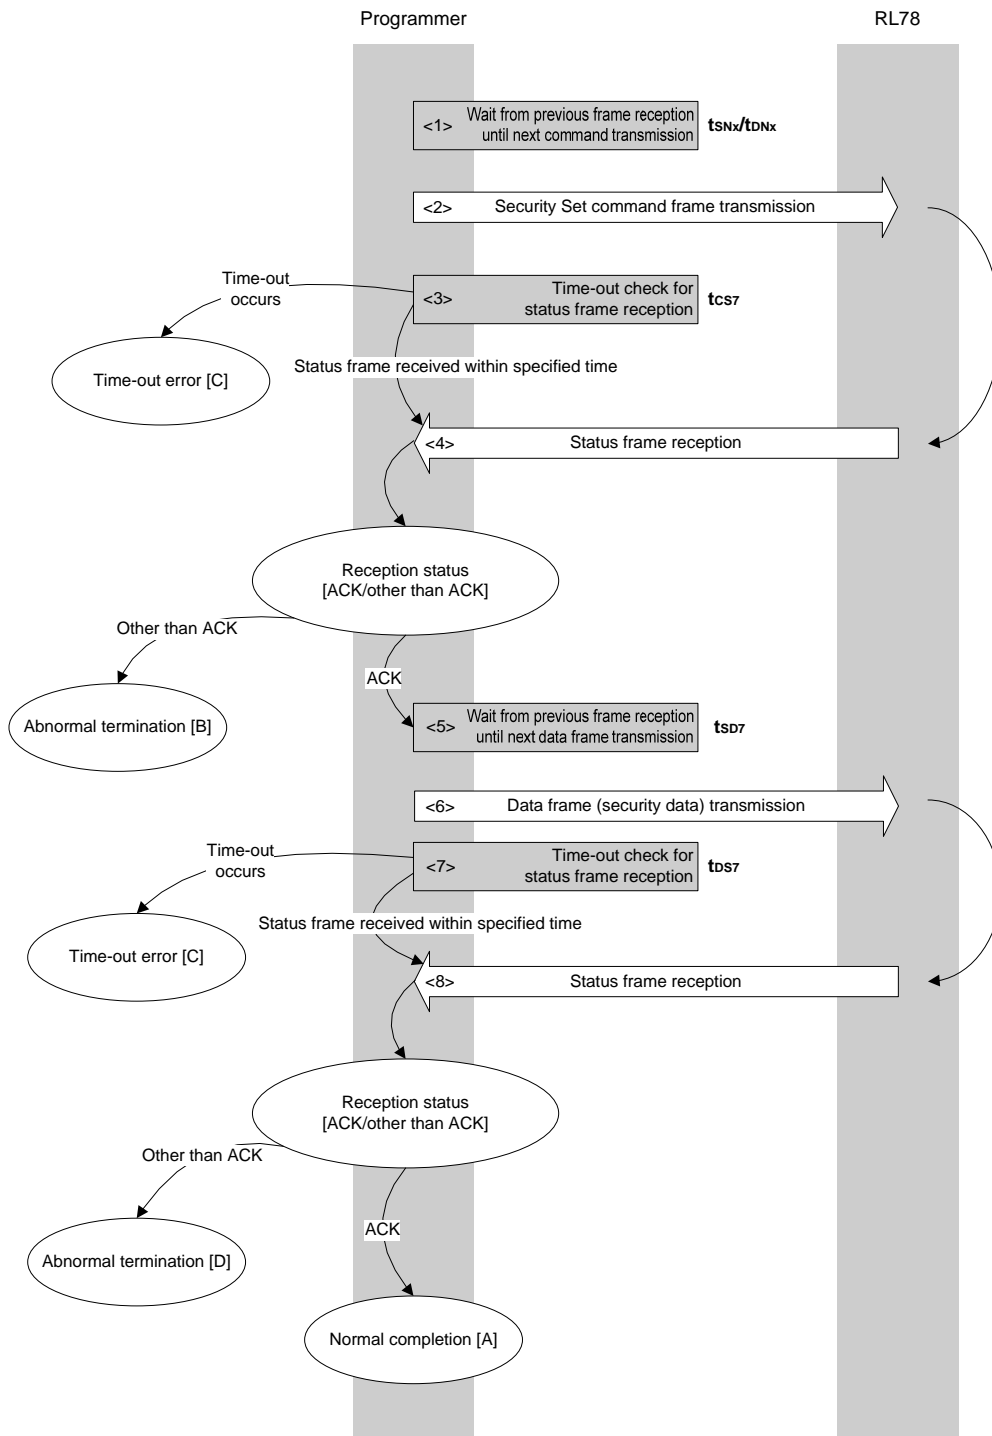 Programmer
RL78
<1> Wait from previous frame reception
until next command transmission
tSNx/tDNx
<2> Security Set command frame transmission
Time-out
occurs
<3> Time-out check for
status frame reception
tCS7
Time-out error [C]
Status frame received within specified time
<4> Status frame reception
Reception status
[ACK/other than ACK]
Other than ACK
ACK
Abnormal termination [B]
<5> Wait from previous frame reception
until next data frame transmission
tSD7
<6> Data frame (security data) transmission
Time-out
occurs
<7> Time-out check for
status frame reception
tDS7
Status frame received within specified time
Time-out error [C]
<8> Status frame reception
Reception status
[ACK/other than ACK]
Other than ACK
ACK
Abnormal termination [D]
Normal completion [A]